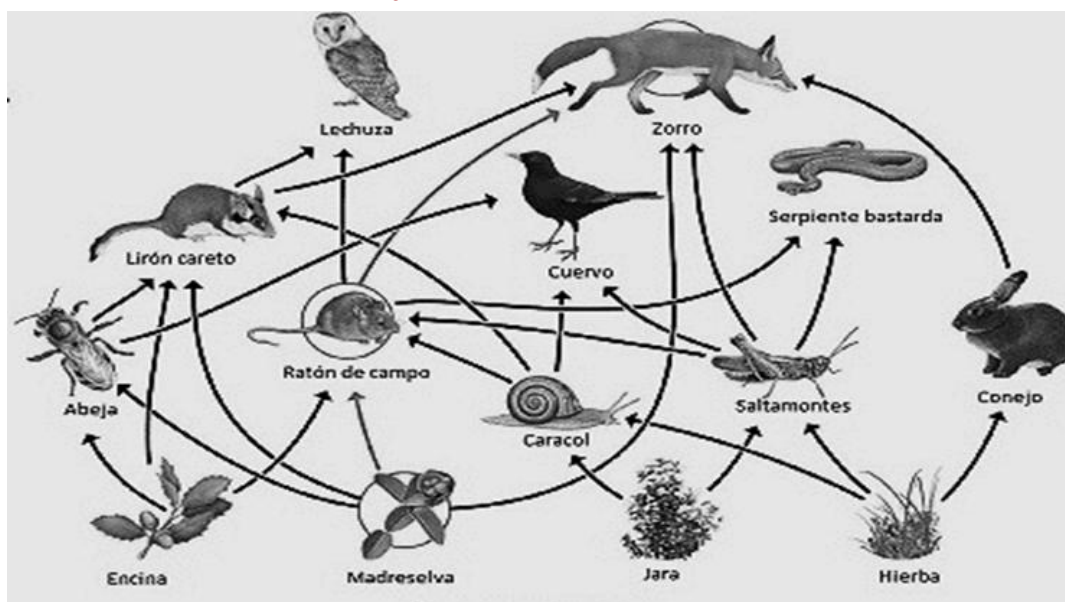 Lechuza
Zorro
Serpiente bastarda
Lirón careto
Cuervo
Ratón de campo
Abeja
Caracol
Saltamontes
Conejo
Encina
Madreselva
Jara
Hierba